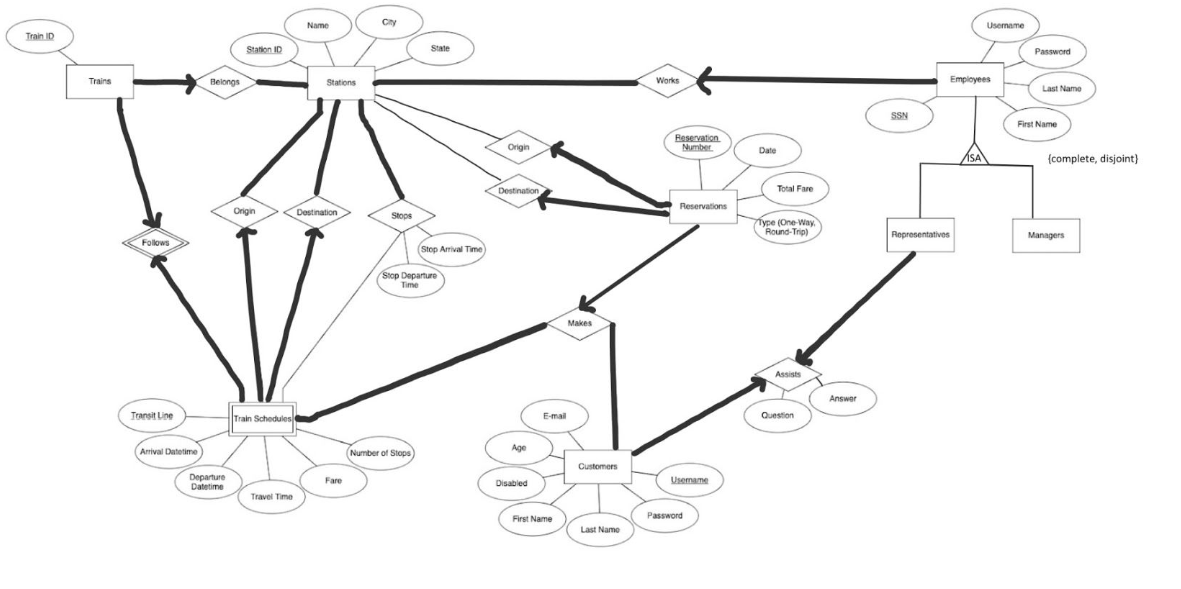 Train ID
Trains
Belongs
Station ID
Name
City
State
Stations
Works
Employees
Username
Password
Last Name
First Name
SSN
ISA
{complete, disjoint}
Representatives
Managers
Origin
Destination
Reservation
Number
Date
Total Fare
Type (One-Way,
Round-Trip)
Reservations
Origin
Destination
Stops
Stop Arrival Time
Stop Departure
Time
Follows
Makes
Assists
Question
Answer
Transit Line
Arrival Datetime
Departure
Datetime
Travel Time
Fare
Number of Stops
Train Schedules
E-mail
Age
Disabled
First Name
Last Name
Password
Username
Customers